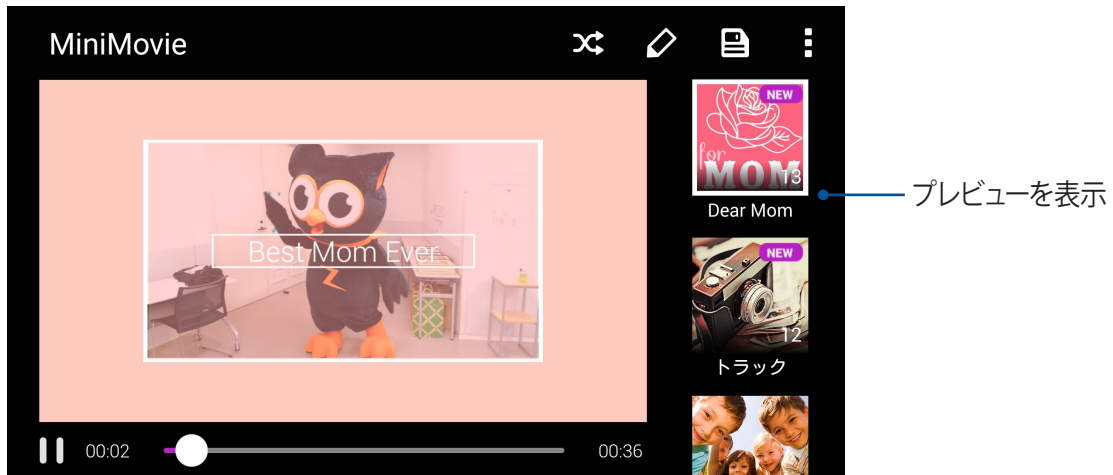 MiniMovie
Best Mom Ever
NEW
for
MOM
13
Dear Mom
プレビューを表示
NEW
12
トラック
00:02
00:36